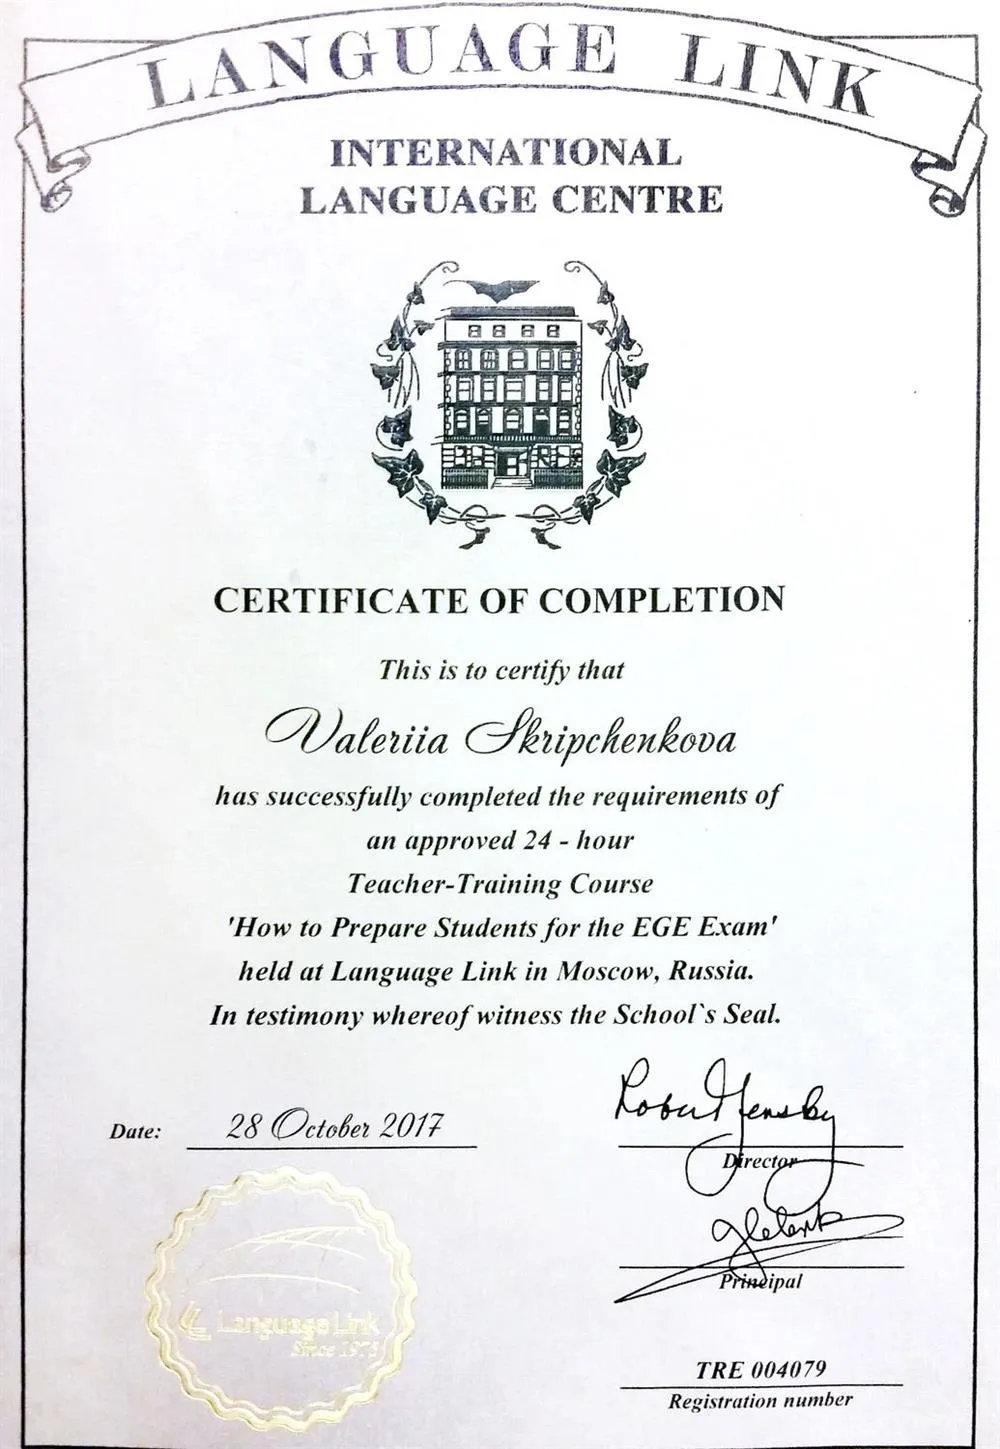 LANGUAGE LINK
INTERNATIONAL
LANGUAGE CENTRE
CERTIFICATE OF COMPLETION
This is to certify that
Valeriia Skripchenkova
has successfully completed the requirements of
an approved 24 - hour
Teacher-Training Course
'How to Prepare Students for the EGE Exam'
held at Language Link in Moscow, Russia.
In testimony whereof witness the School`s Seal.
Date: 28 October 2017
Director
Principal
Language Link
Since 1975
TRE 004079
Registration number